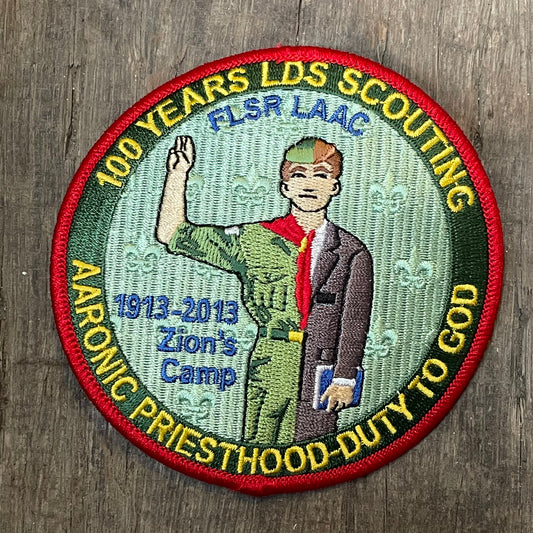 100 YEARS LDS SCOUTING
FLSR LAAC
1913-2013
Zion's
Camp
AARONIC PRIESTHOOD-DUTY TO GOD